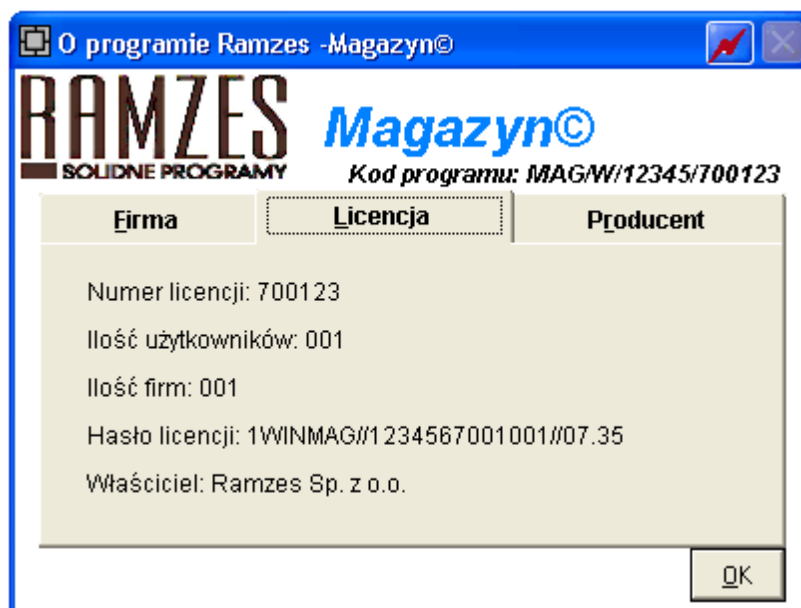 O programie Ramzes -Magazyn©
RAMZES
SOLIDNE PROGRAMY
Magazyn©
Kod programu: MAG/W/12345/700123
Firma
Licencja
Producent
Numer licencji: 700123
Ilość użytkowników: 001
Ilość firm: 001
Hasło licencji: 1WINMAG//1234567001001//07.35
Właściciel: Ramzes Sp. z o.o.
OK